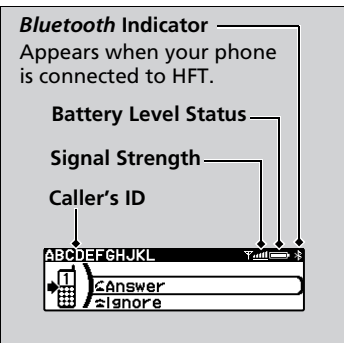 Bluetooth Indicator
Appears when your phone
is connected to HFT.
Battery Level Status
Signal Strength
Caller's ID
ABCDEFGHJKL
1
Answer
Ignore